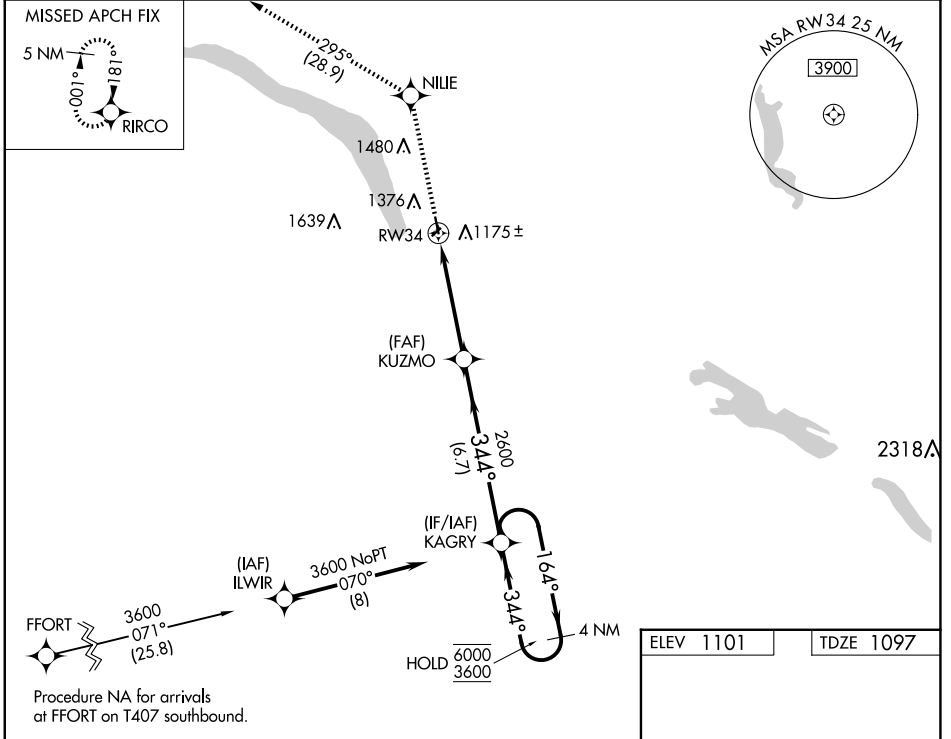 MISSED APCH FIX
5 NM
001°
181°
RIRCO
295°
(28.9)
NILIE
MSA RW34 25 NM
3900
1480
1376
1639
RW34
1175±
(FAF)
KUZMO
2600
344°
(6.7)
2318
(IF/IAF)
KAGRY
(IAF)
ILWIR
3600 NoPT
070°
(8)
164°
344°
4 NM
HOLD 6000
3600
FFORT
3600
071°
(25.8)
Procedure NA for arrivals
at FFORT on T407 southbound.
ELEV 1101
TDZE 1097